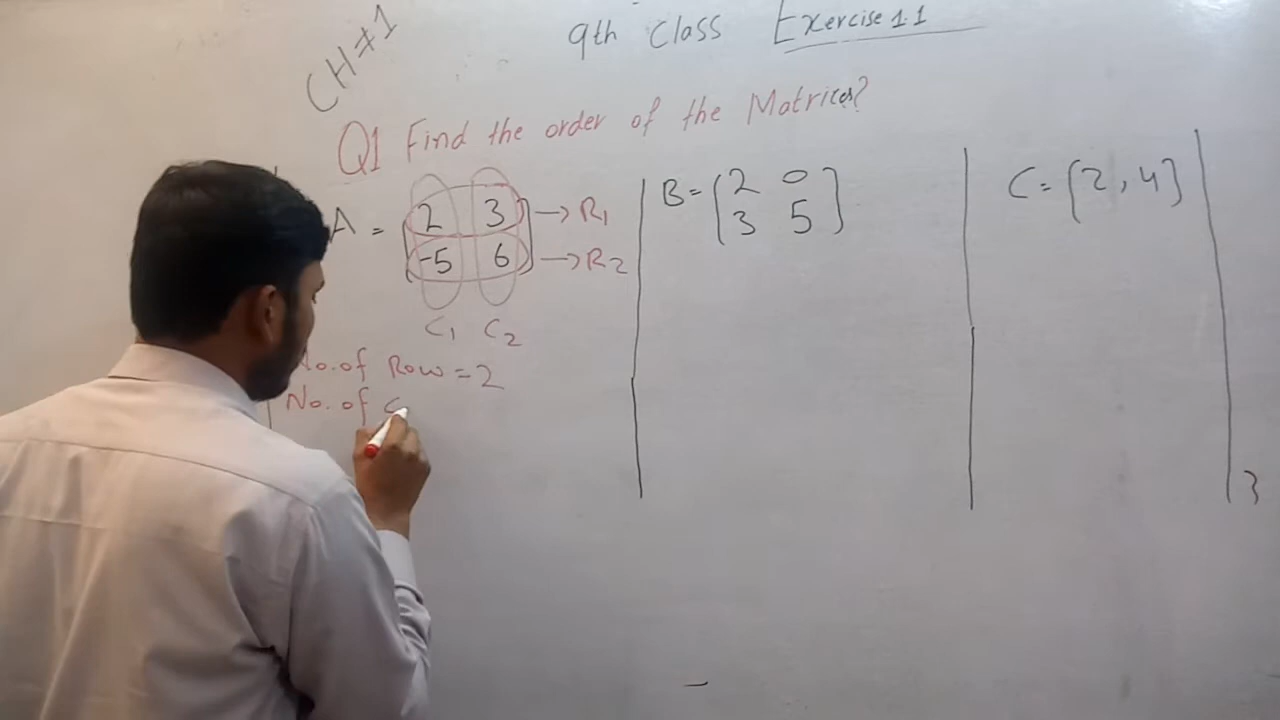 CH#1
9th Class Exercise 1.1
Q1 Find the order of the Matrices?
A = [2 3] → R1
[-5 6] → R2
C1 C2
No. of Row = 2
No. of C
B = [2 0]
[3 5]
C = [2, 4]
3